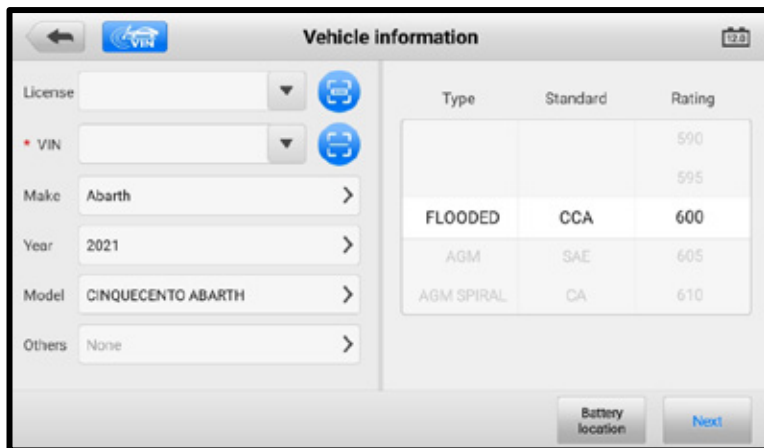 VIN
Vehicle information
12.0
License
* VIN
Make Abarth
Year 2021
Model CINQUECENTO ABARTH
Others None
Type Standard Rating
590
595
FLOODED CCA 600
AGM SAE 605
AGM SPIRAL CA 610
Battery
location
Next